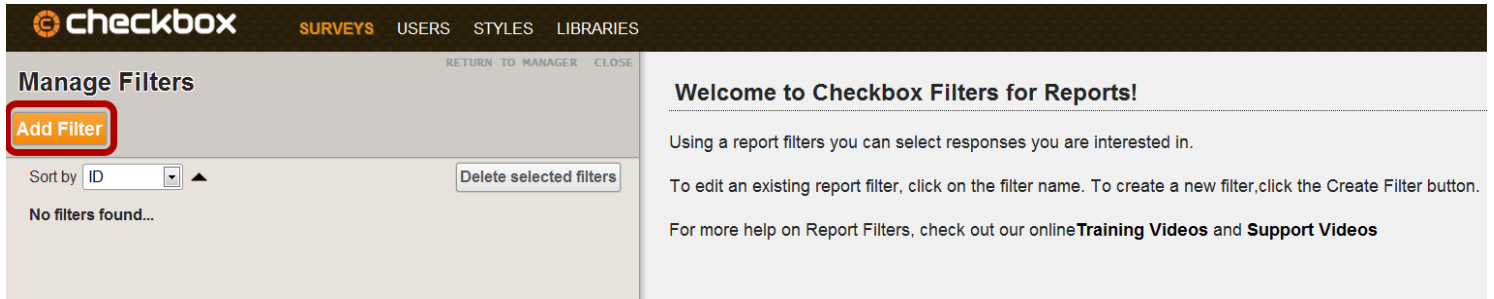 checkbox SURVEYS USERS STYLES LIBRARIES
RETURN TO MANAGER CLOSE
Manage Filters
Add Filter
Sort by ID
Delete selected filters
No filters found...
Welcome to Checkbox Filters for Reports!
Using a report filters you can select responses you are interested in.
To edit an existing report filter, click on the filter name. To create a new filter,click the Create Filter button.
For more help on Report Filters, check out our onlineTraining Videos and Support Videos